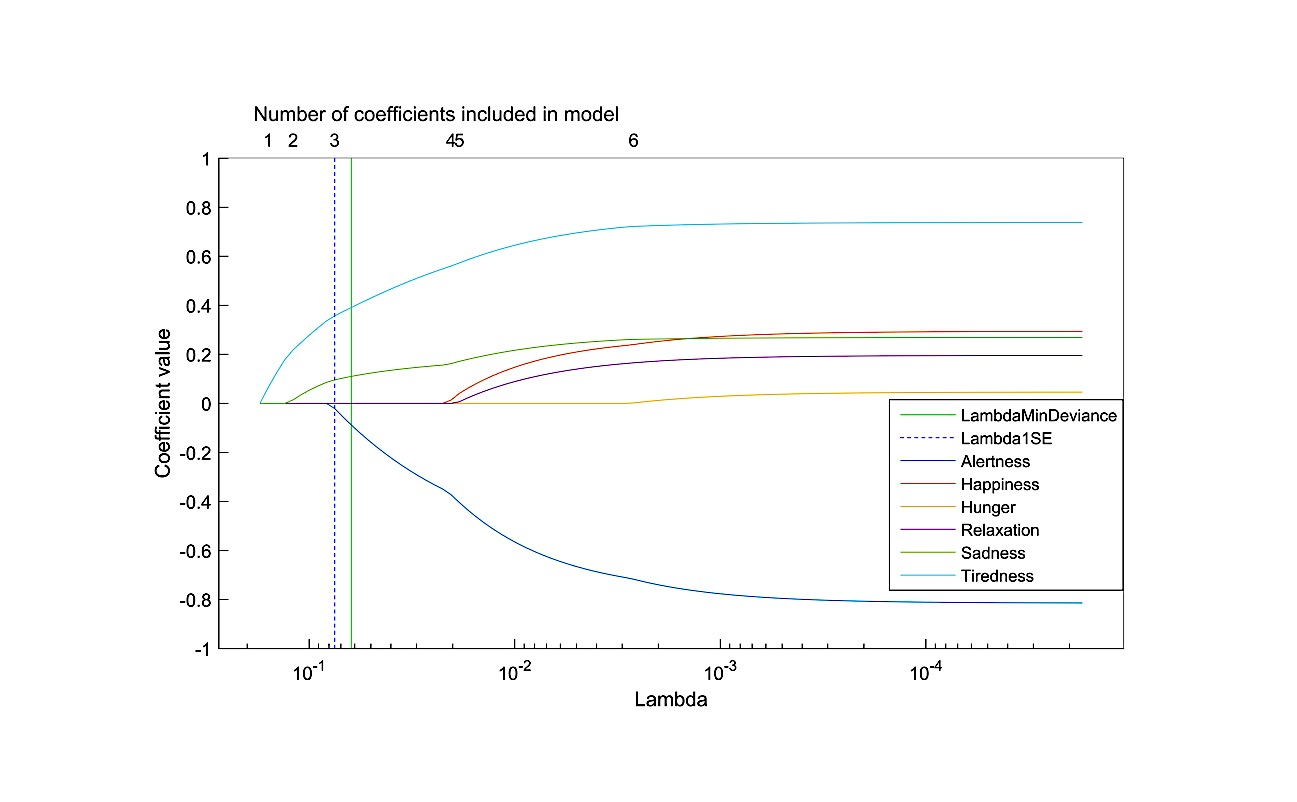 Number of coefficients included in model
1 2 3 45 6
1
0.8
0.6
0.4
0.2
0
-0.2
-0.4
-0.6
-0.8
-1
Coefficient value
LambdaMinDeviance
Lambda1SE
Alertness
Happiness
Hunger
Relaxation
Sadness
Tiredness
10-1 10-2 10-3 10-4
Lambda